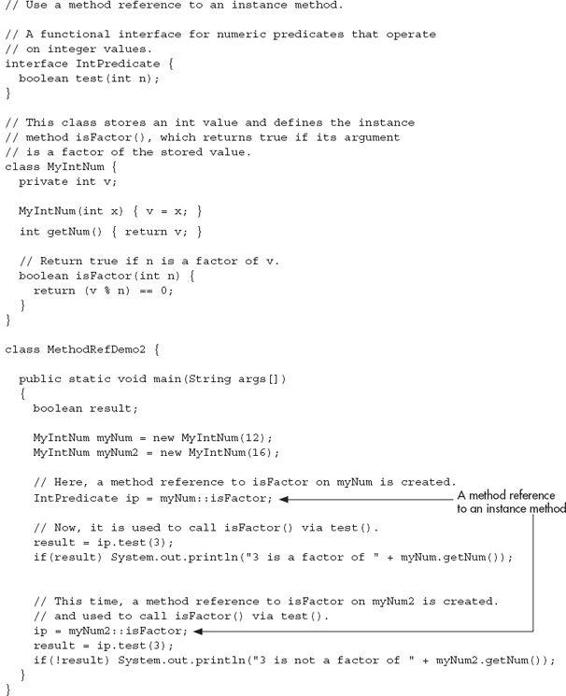 // Use a method reference to an instance method.
// A functional interface for numeric predicates that operate
// on integer values.
interface IntPredicate {
boolean test(int n);
}
// This class stores an int value and defines the instance
// method isFactor(), which returns true if its argument
// is a factor of the stored value.
class MyIntNum {
private int v;
MyIntNum(int x) { v = x; }
int getNum() { return v; }
// Return true if n is a factor of v.
boolean isFactor(int n) {
return (v % n) == 0;
}
}
class MethodRefDemo2 {
public static void main(String args[])
{
boolean result;
MyIntNum myNum = new MyIntNum(12);
MyIntNum myNum2 = new MyIntNum(16);
// Here, a method reference to isFactor on myNum is created.
IntPredicate ip = myNum::isFactor;
A method reference
to an instance method
// Now, it is used to call isFactor() via test().
result = ip.test(3);
if(result) System.out.println("3 is a factor of " + myNum.getNum());
// This time, a method reference to isFactor on myNum2 is created.
// and used to call isFactor() via test().
ip = myNum2::isFactor;
result = ip.test(3);
if(!result) System.out.println("3 is not a factor of " + myNum2.getNum());
}
}